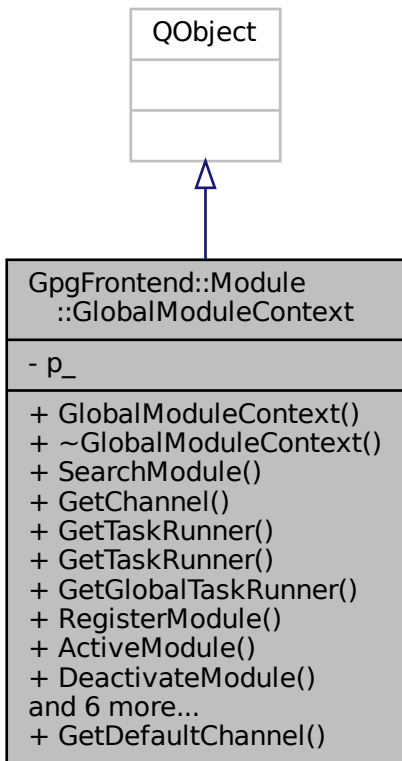 QObject
GpgFrontend::Module
::GlobalModuleContext
- p_
+ GlobalModuleContext()
+ ~GlobalModuleContext()
+ SearchModule()
+ GetChannel()
+ GetTaskRunner()
+ GetTaskRunner()
+ GetGlobalTaskRunner()
+ RegisterModule()
+ ActiveModule()
+ DeactivateModule()
and 6 more...
+ GetDefaultChannel()